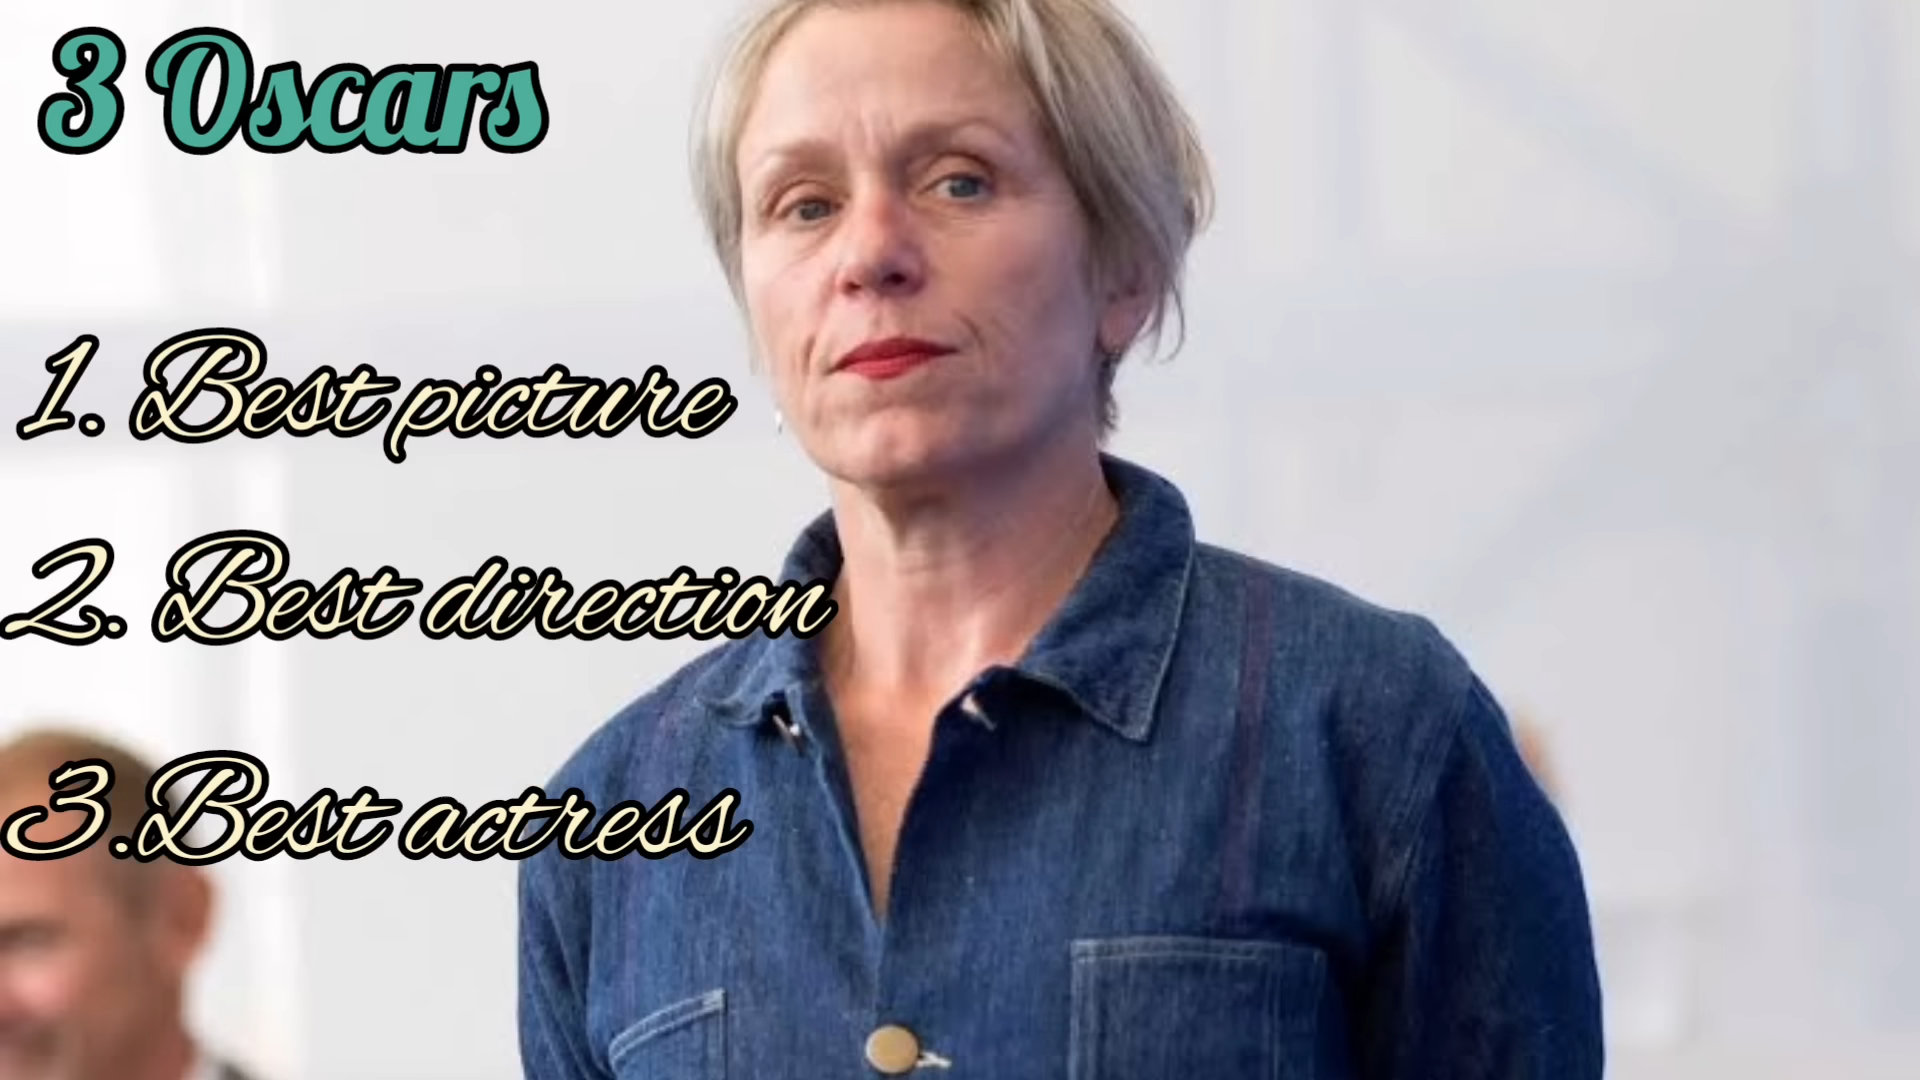 3 Oscars
1. Best picture
2. Best direction
3.Best actress